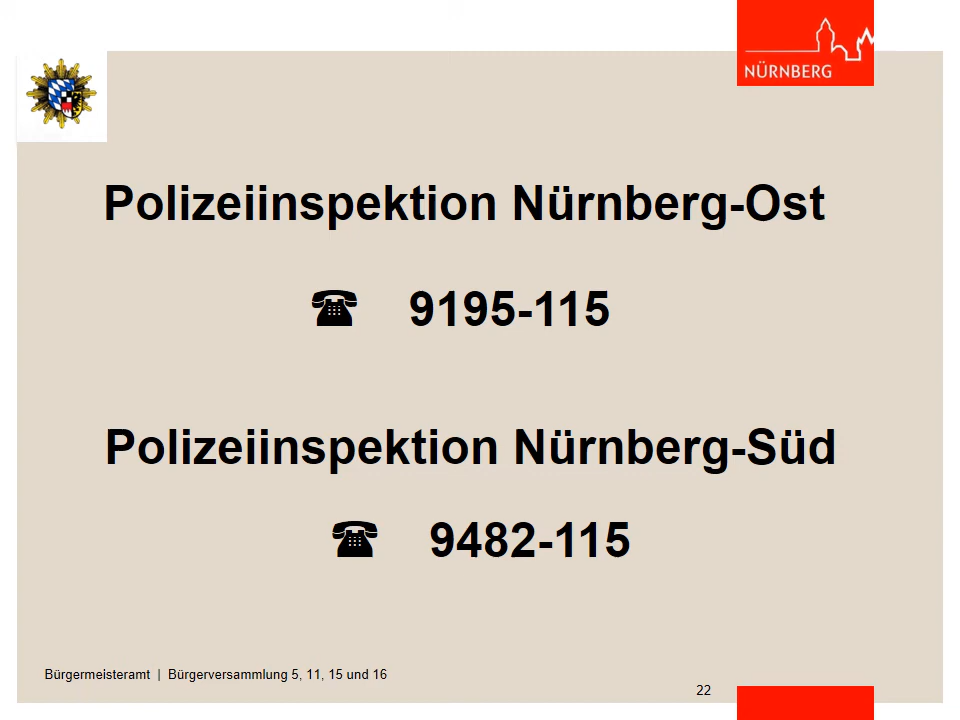 NÜRNBERG
Polizeiinspektion Nürnberg-Ost
☎ 9195-115
Polizeiinspektion Nürnberg-Süd
☎ 9482-115
Bürgermeisteramt | Bürgerversammlung 5, 11, 15 und 16
22